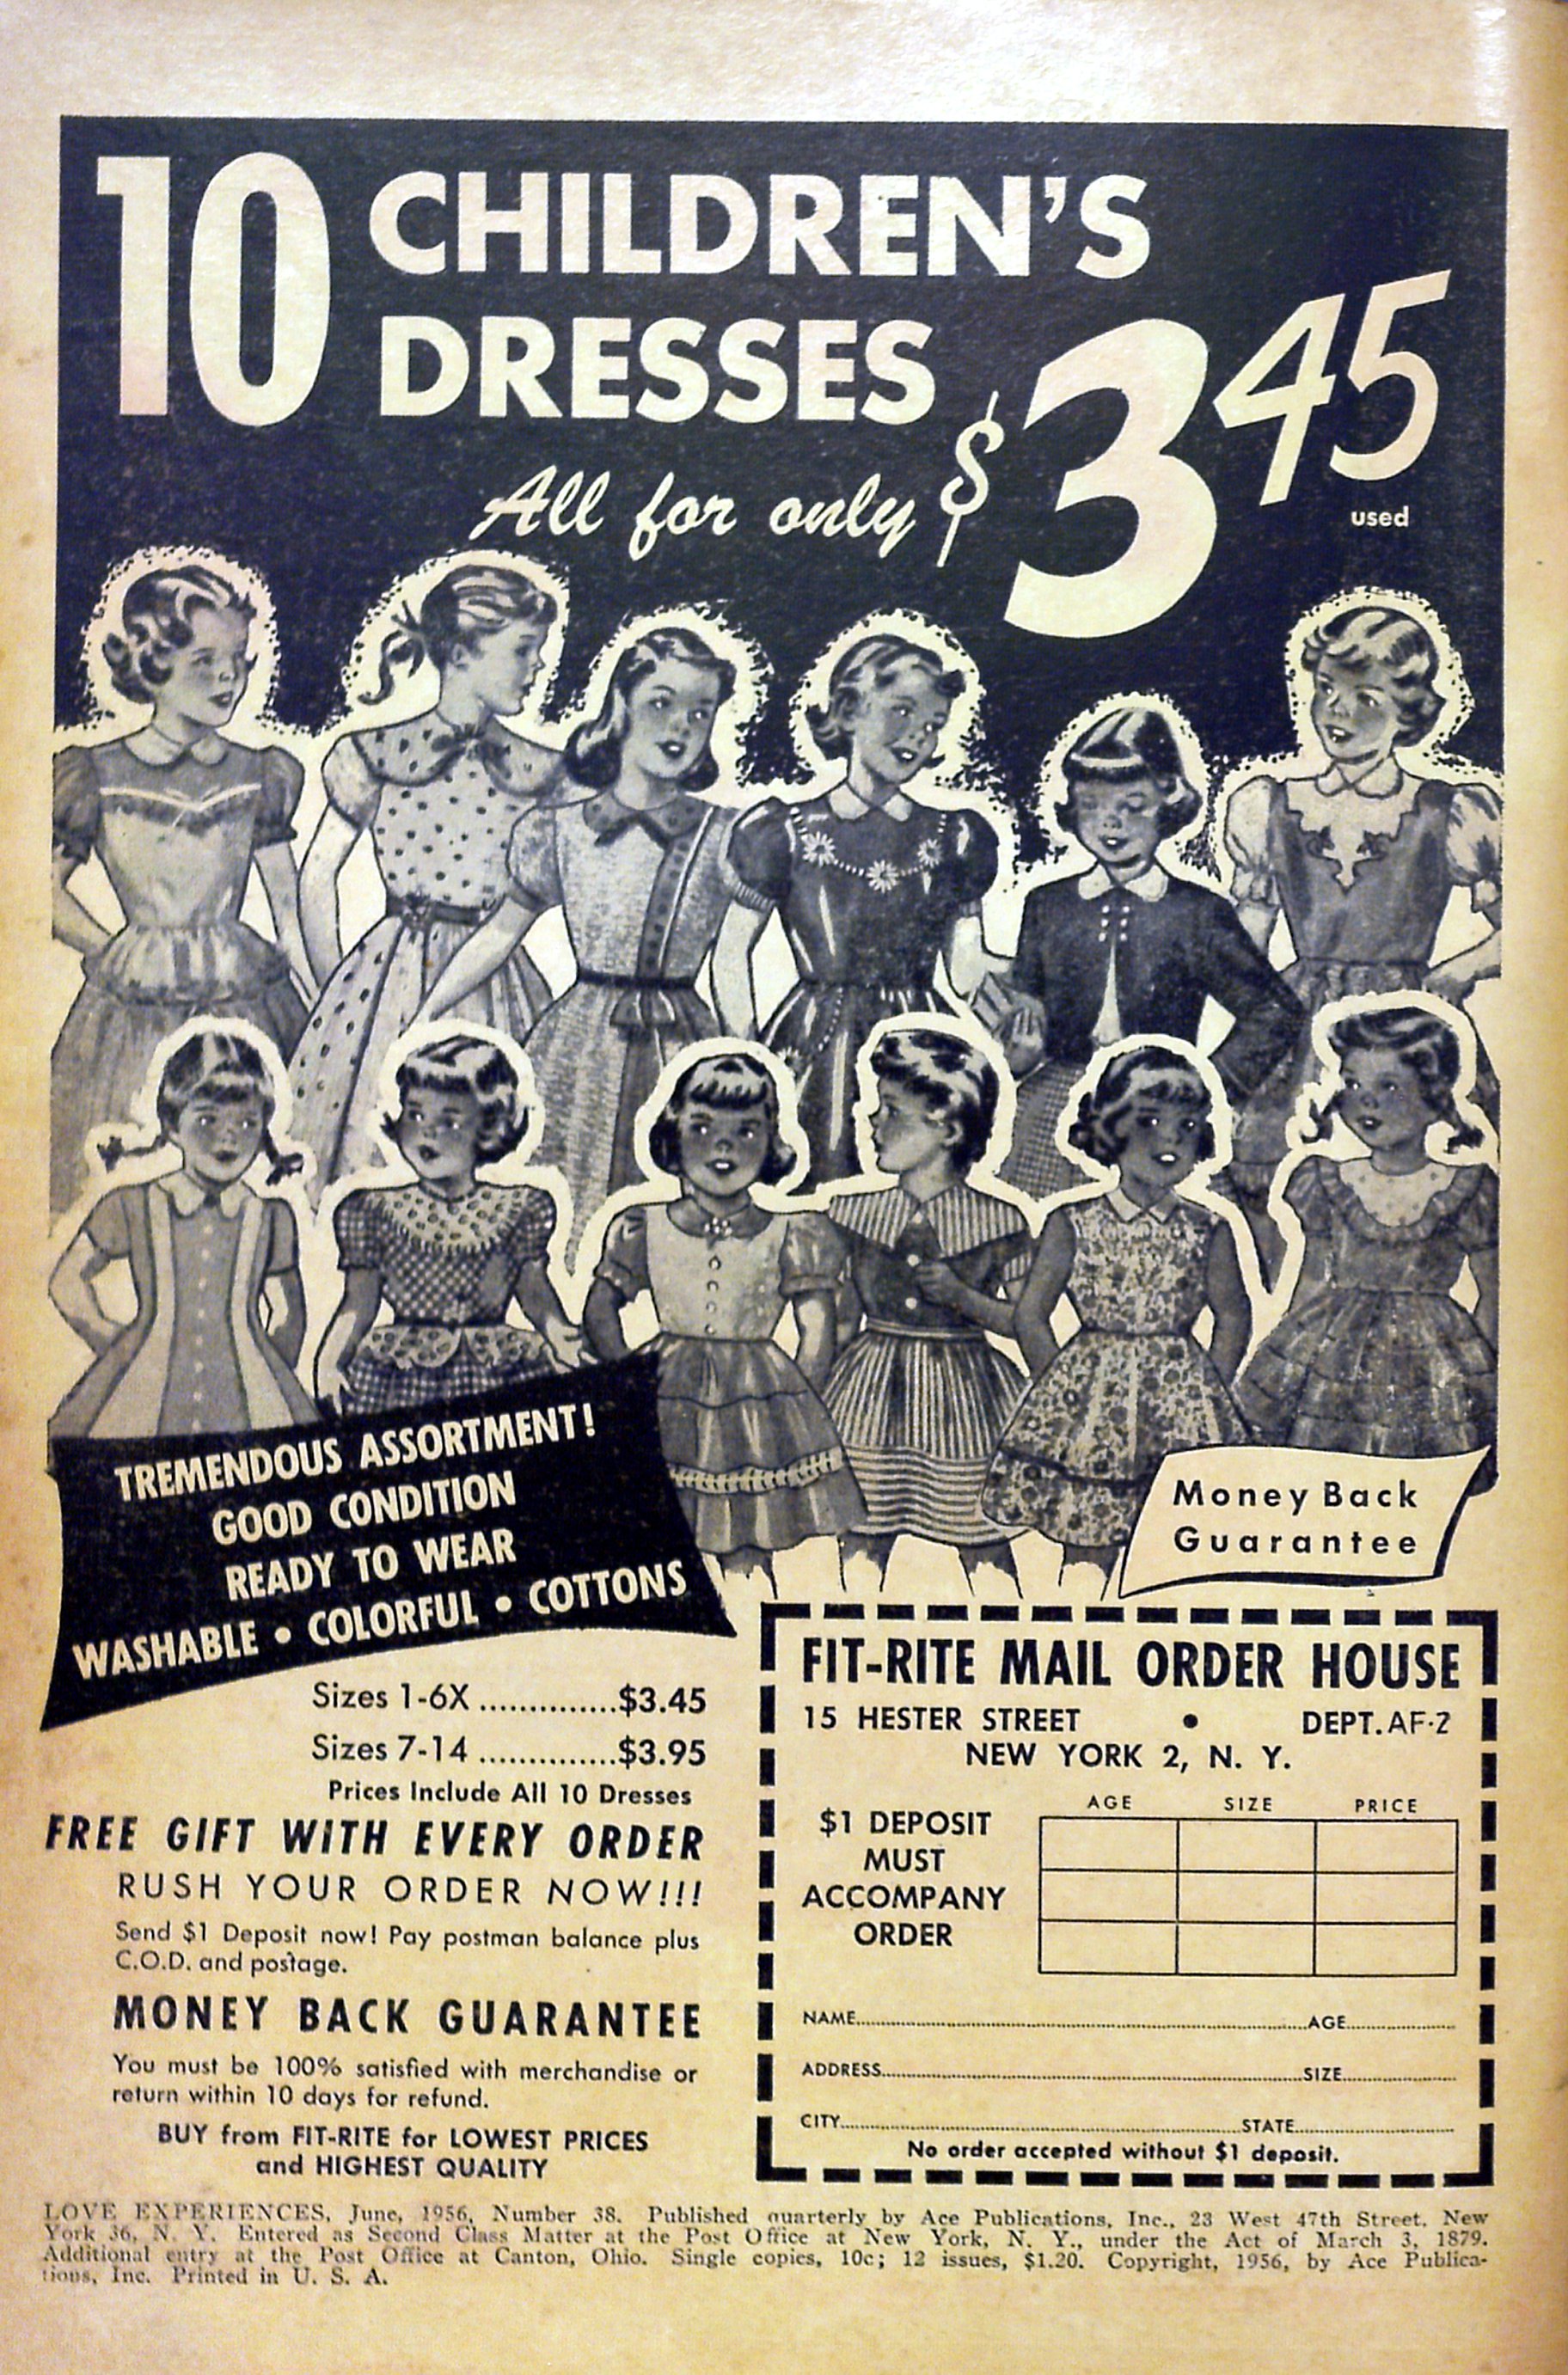 10 CHILDREN'S
DRESSES
All for only $3.45
used
TREMENDOUS ASSORTMENT!
GOOD CONDITION
READY TO WEAR
WASHABLE • COLORFUL • COTTONS
Money Back
Guarantee
Sizes 1-6X ..............$3.45
Sizes 7-14 ..............$3.95
Prices Include All 10 Dresses
FREE GIFT WITH EVERY ORDER
RUSH YOUR ORDER NOW!!!
Send $1 Deposit now! Pay postman balance plus
C.O.D. and postage.
MONEY BACK GUARANTEE
You must be 100% satisfied with merchandise or
return within 10 days for refund.
BUY from FIT-RITE for LOWEST PRICES
and HIGHEST QUALITY
FIT-RITE MAIL ORDER HOUSE
15 HESTER STREET • DEPT. AF-2
NEW YORK 2, N. Y.
$1 DEPOSIT
MUST
ACCOMPANY
ORDER
AGE SIZE PRICE
NAME....................AGE..........
ADDRESS....................SIZE..........
CITY....................STATE..........
No order accepted without $1 deposit.
LOVE EXPERIENCES, June, 1956, Number 38. Published quarterly by Ace Publications, Inc., 23 West 47th Street, New
York 36, N. Y. Entered as Second Class Matter at the Post Office at New York, N. Y., under the Act of March 3, 1879.
Additional entry at the Post Office at Canton, Ohio. Single copies, 10c; 12 issues, $1.20. Copyright, 1956, by Ace Publica-
tions, Inc. Printed in U. S. A.